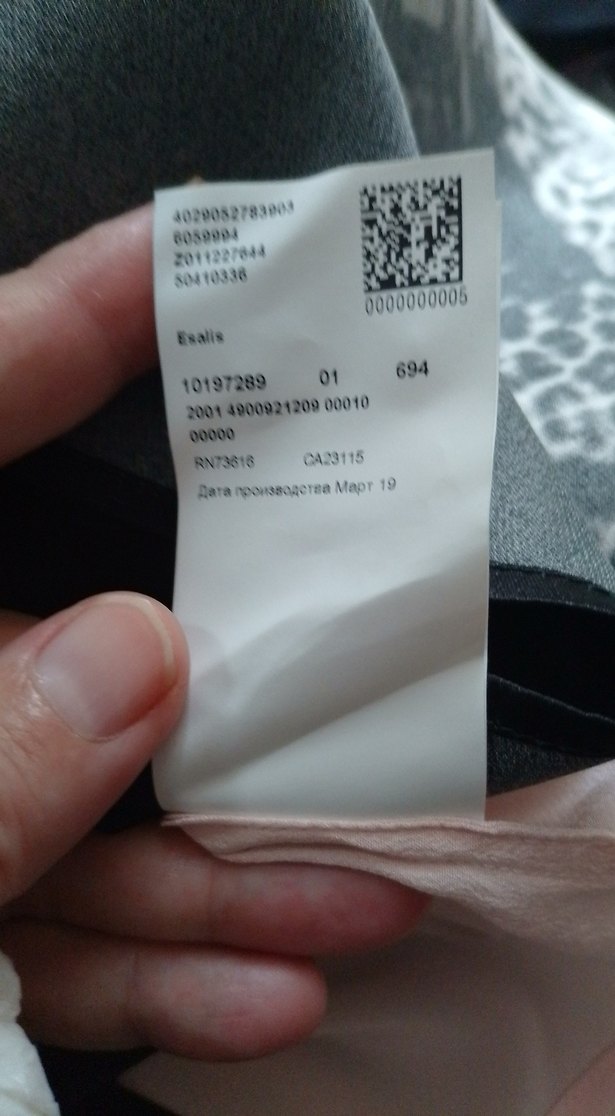 4029052783903
6059994
Z011227644
50410336
0000000005
Esalis
10197289 01 694
2001 4900921209 00010
00000
RN73616 CA23115
Дата производства Март 19